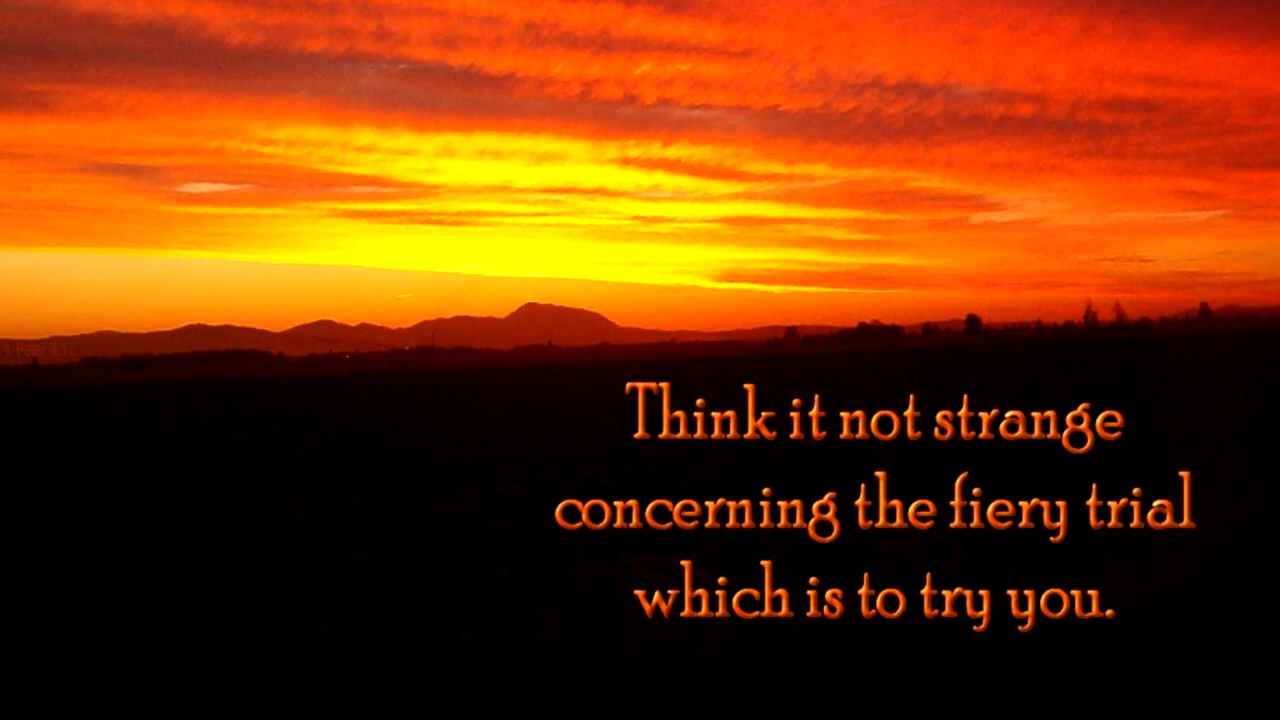 Think it not strange
concerning the fiery trial
which is to try you.